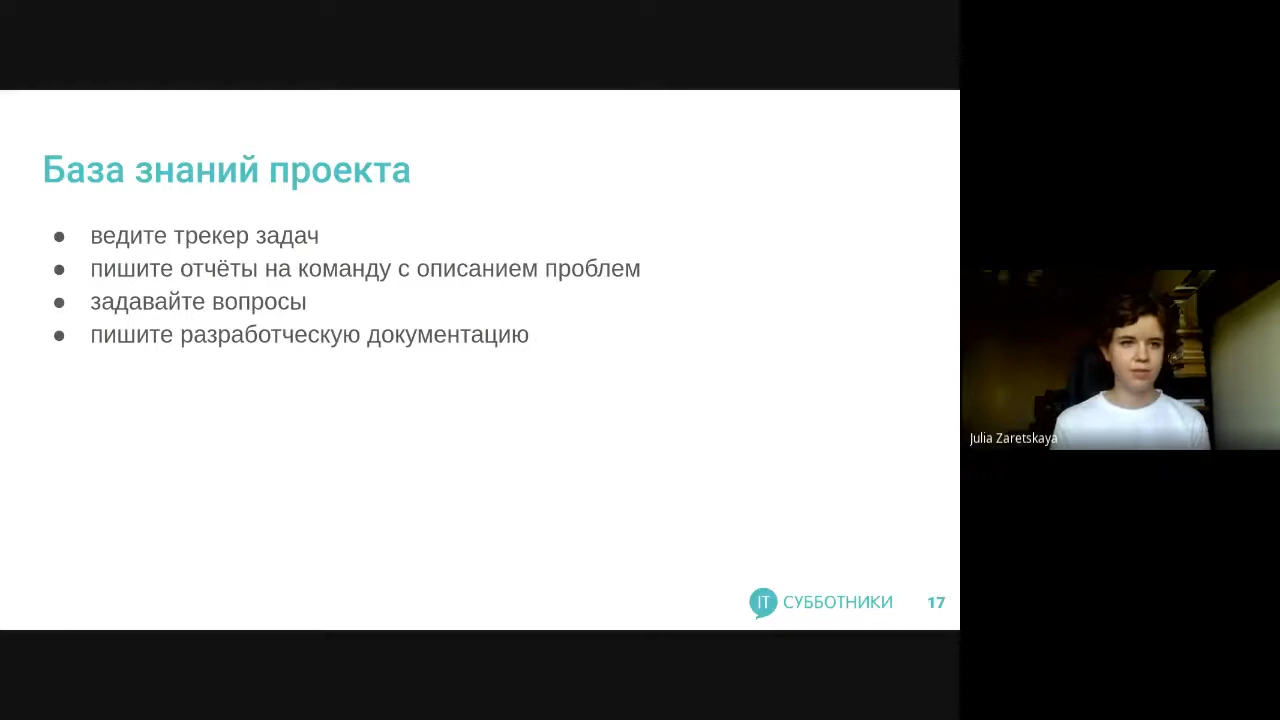 База знаний проекта
● ведите трекер задач
● пишите отчёты на команду с описанием проблем
● задавайте вопросы
● пишите разработческую документацию
IT СУББОТНИКИ 17
Julia Zaretskaya